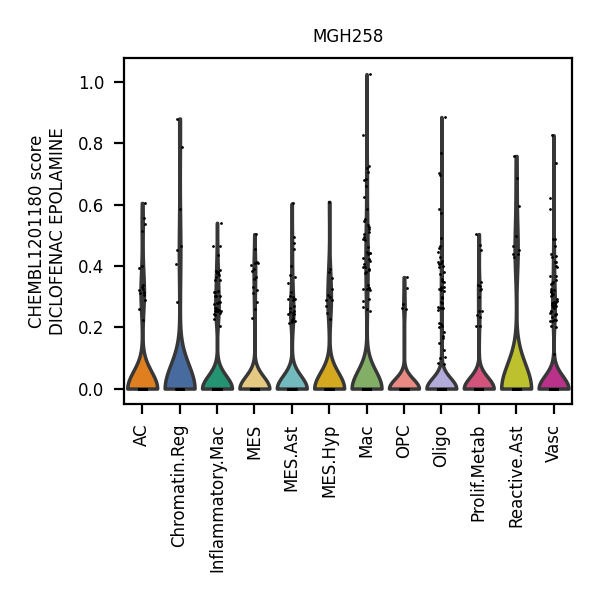 MGH258
CHEMBL1201180 score
DICLOFENAC EPOLAMINE
1.0
0.8
0.6
0.4
0.2
0.0
AC
Chromatin.Reg
Inflammatory.Mac
MES
MES.Ast
MES.Hyp
Mac
OPC
Oligo
Prolif.Metab
Reactive.Ast
Vasc